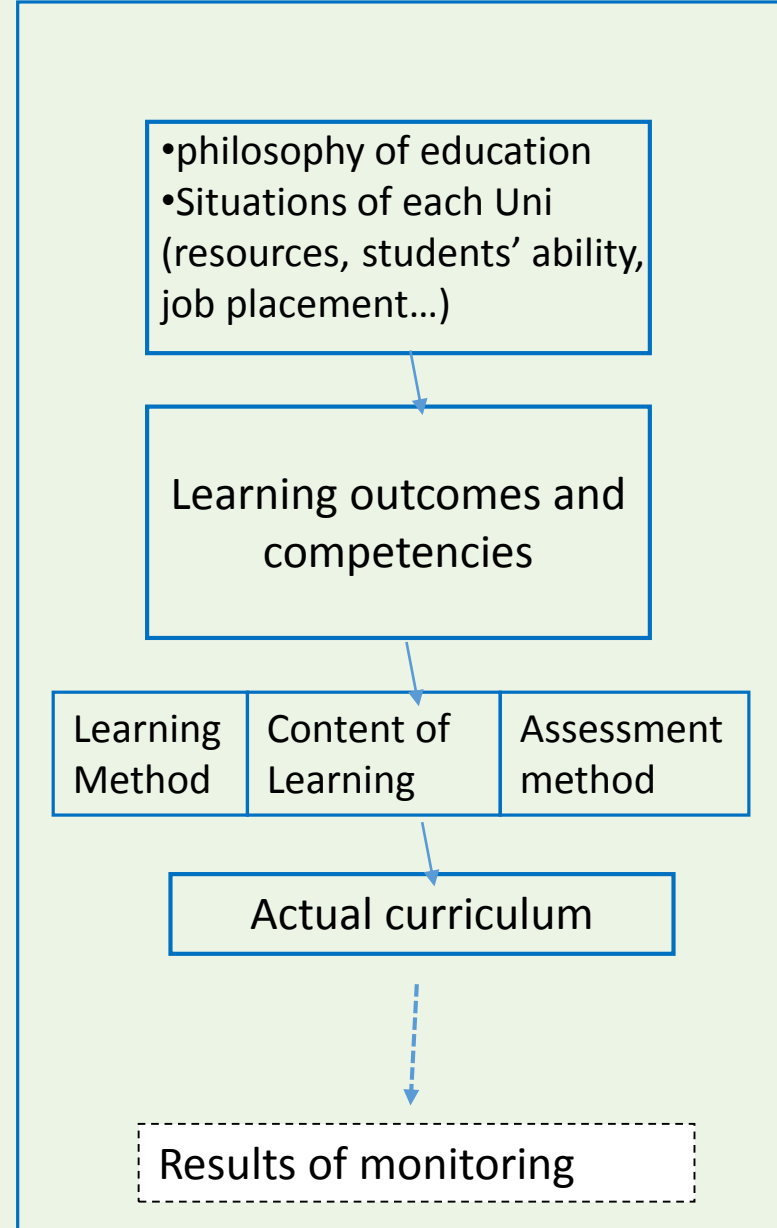 •philosophy of education
•Situations of each Uni
(resources, students’ ability,
job placement…)
Learning outcomes and
competencies
Learning
Method
Content of
Learning
Assessment
method
Actual curriculum
Results of monitoring